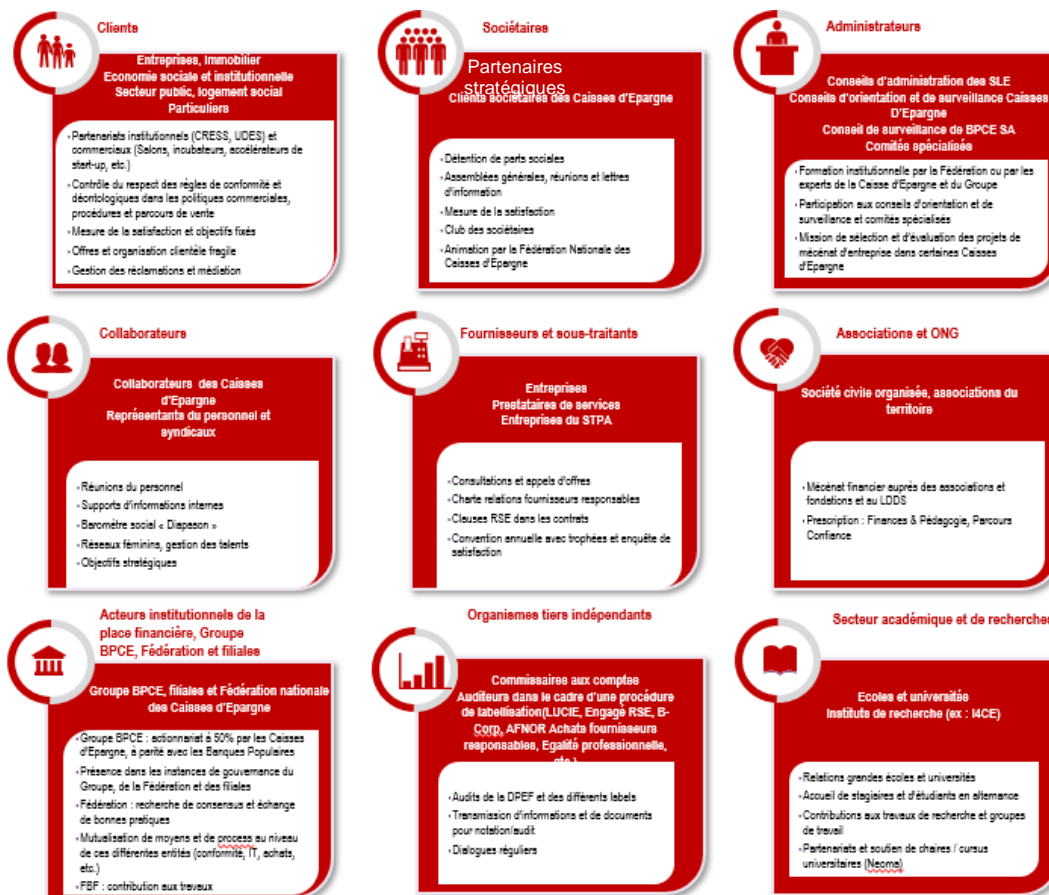 Clients
Entreprises, Immobilier
Economie sociale et institutionnelle
Secteur public, logement social
Particuliers
Partenariats institutionnels (CRESS, UDES) et
commerciaux (Salons, incubateurs, accélérateurs de
start-up, etc.)
Contrôle du respect des règles de conformité et
déontologiques dans les politiques commerciales,
procédures et parcours de vente
Mesure de la satisfaction et objectifs fixés
Offres et organisation clientèle fragile
Gestion des réclamations et médiation
Sociétaires
Partenaires
stratégiques
Clients sociétaires des Caisses d'Epargne
Détention de parts sociales
Assemblées générales, réunions et lettres
d'information
Mesure de la satisfaction
Club des sociétaires
Animation par la Fédération Nationale des
Caisses d'Epargne
Administrateurs
Conseils d'administration des SLE
Conseils d'orientation et de surveillance Caisses
D'Epargne
Conseil de surveillance de BPCE SA
Comités spécialisés
Formation institutionnelle par la Fédération ou par les
experts de la Caisse d'Epargne et du Groupe
Participation aux conseils d'orientation et de
surveillance et comités spécialisés
Mission de sélection et d'évaluation des projets de
mécénat d'entreprise dans certaines Caisses
d'Epargne
Collaborateurs
Collaborateurs des Caisses
d'Epargne
Représentants du personnel et
syndicaux
Réunions du personnel
Supports d'informations internes
Baromètre social « Diapason »
Réseaux féminins, gestion des talents
Objectifs stratégiques
Fournisseurs et sous-traitants
Entreprises
Prestataires de services
Entreprises du STPA
Consultations et appels d'offres
Charte relations fournisseurs responsables
Clauses RSE dans les contrats
Convention annuelle avec trophées et enquête de
satisfaction
Associations et ONG
Société civile organisée, associations du
territoire
Mécénat financier auprès des associations et
fondations et au LDDS
Prescription : Finances & Pédagogie, Parcours
Confiance
Acteurs institutionnels de la
place financière, Groupe
BPCE, Fédération et filiales
Groupe BPCE, filiales et Fédération nationale
des Caisses d'Epargne
Groupe BPCE : actionnariat à 50% par les Caisses
d'Epargne, à parité avec les Banques Populaires
Présence dans les instances de gouvernance du
Groupe, de la Fédération et des filiales
Fédération : recherche de consensus et échange
de bonnes pratiques
Mutualisation de moyens et de process au niveau
de ces différentes entités (conformité, IT, achats,
etc.)
FBF : contribution aux travaux
Organismes tiers indépendants
Commissaires aux comptes
Auditeurs dans le cadre d'une procédure
de labellisation(LUCIE, Engagé RSE, B-
Corp, AFNOR Achats fournisseurs
responsables, Egalité professionnelle,
etc.)
Audits de la DPEF et des différents labels
Transmission d'informations et de documents
pour notation/audit
Dialogues réguliers
Secteur académique et de recherche
Ecoles et universités
Instituts de recherche (ex : I4CE)
Relations grandes écoles et universités
Accueil de stagiaires et d'étudiants en alternance
Contributions aux travaux de recherche et groupes
de travail
Partenariats et soutien de chaires / cursus
universitaires (Neoma)